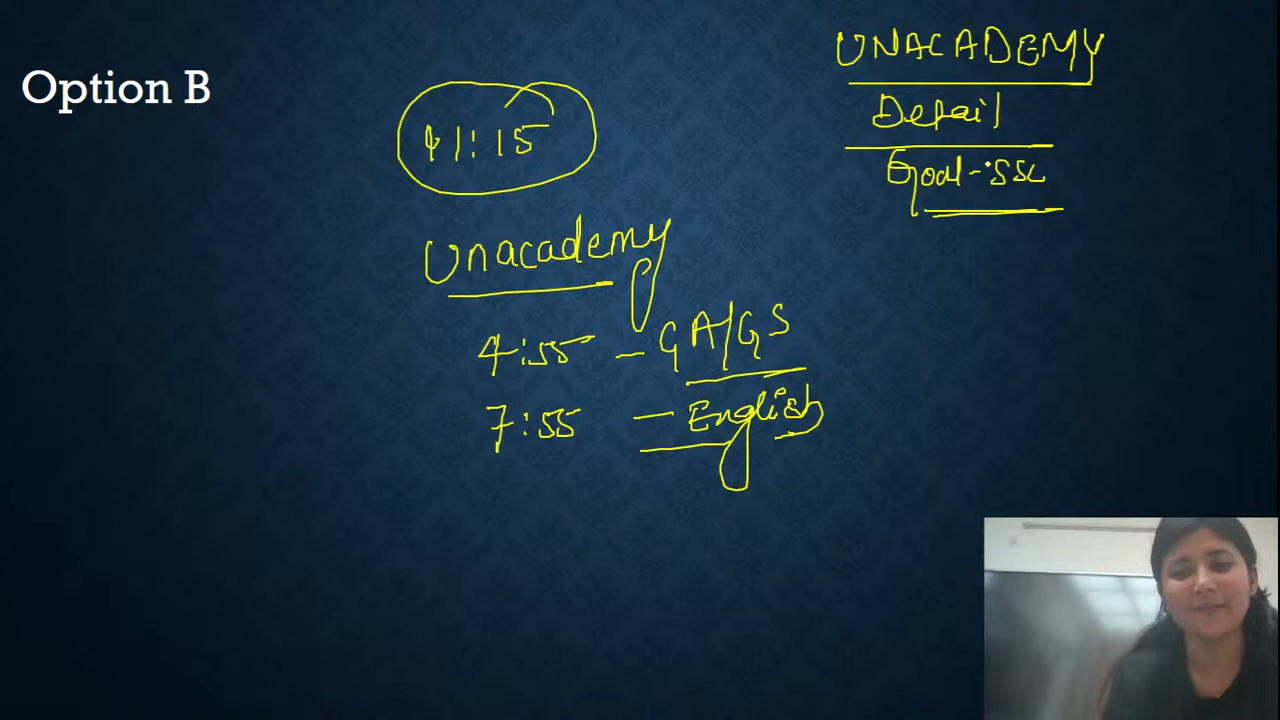 Option B
41:15
UNACADEMY
Detail
Goal-SSC
Unacademy
4:55 - GA/GS
7:55 - English